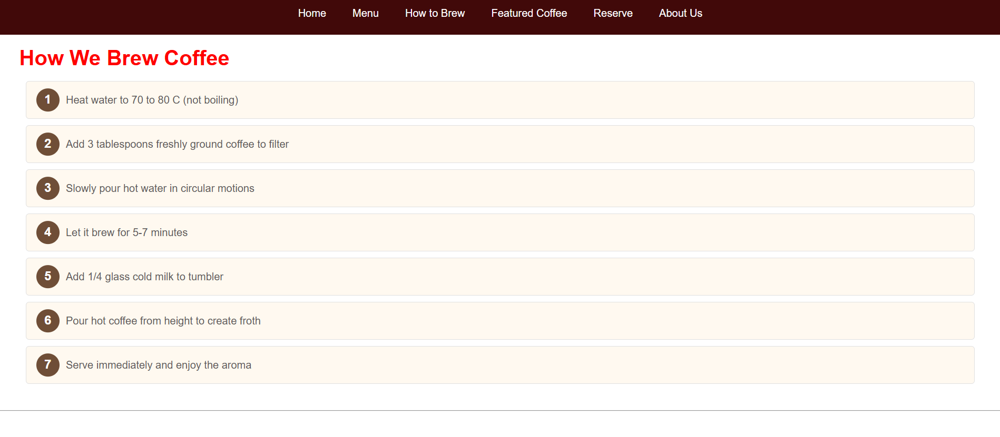 Home Menu How to Brew Featured Coffee Reserve About Us
How We Brew Coffee
1 Heat water to 70 to 80 C (not boiling)
2 Add 3 tablespoons freshly ground coffee to filter
3 Slowly pour hot water in circular motions
4 Let it brew for 5-7 minutes
5 Add 1/4 glass cold milk to tumbler
6 Pour hot coffee from height to create froth
7 Serve immediately and enjoy the aroma